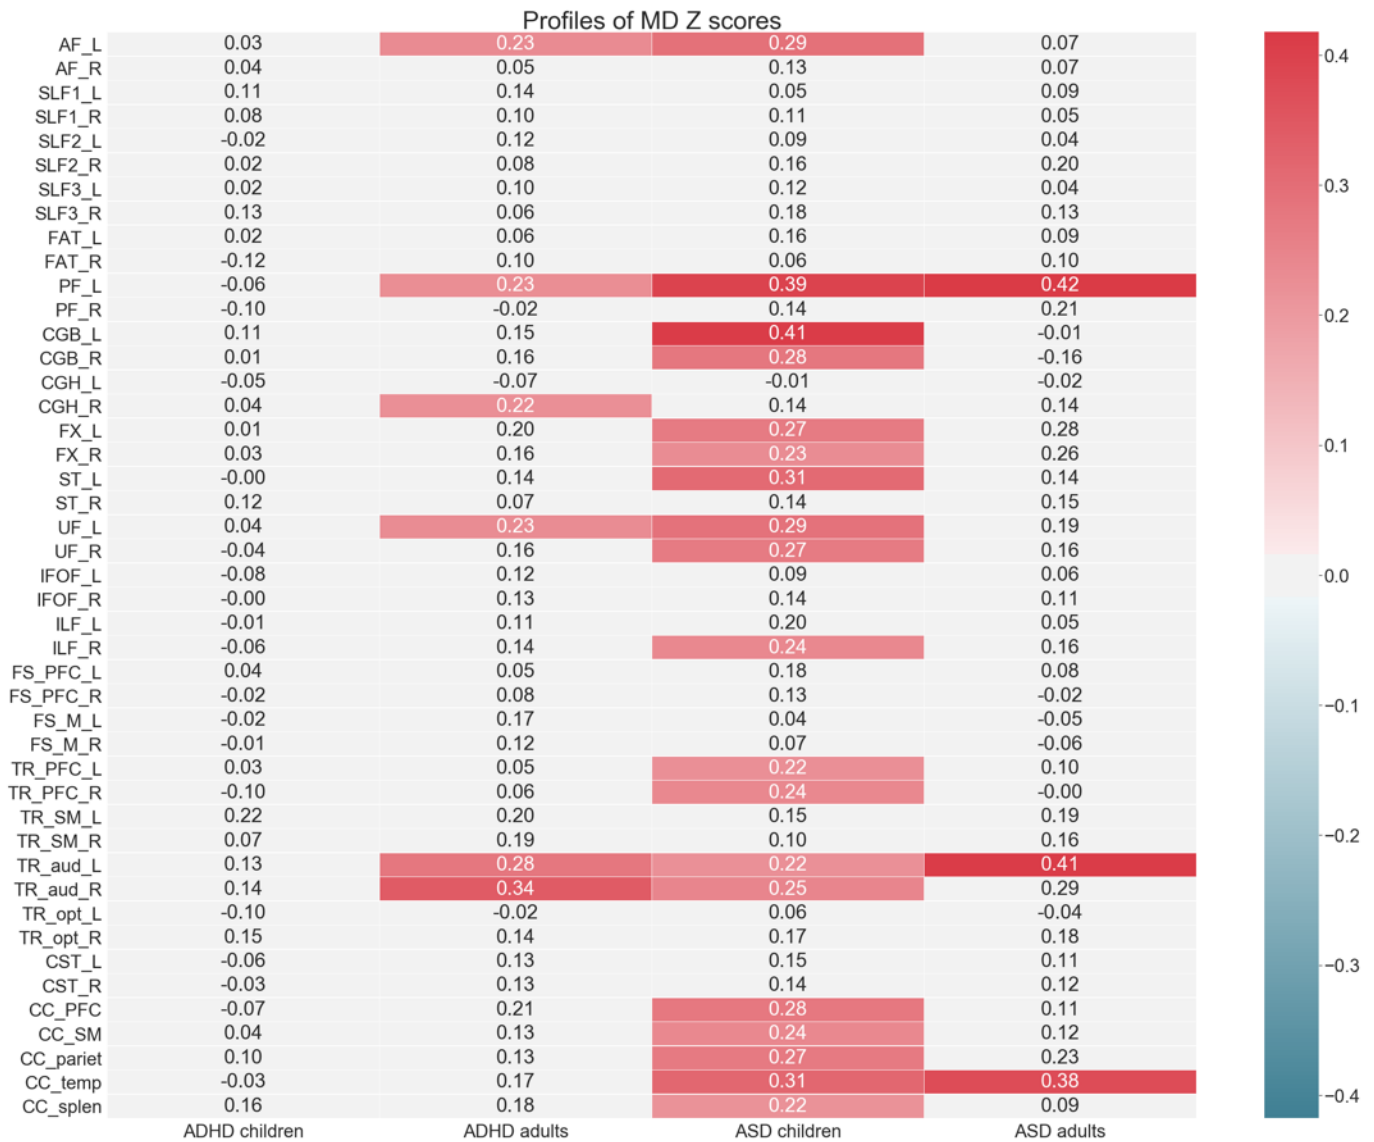 Profiles of MD Z scores
AF_L 0.03 0.23 0.29 0.07
AF_R 0.04 0.05 0.13 0.07
SLF1_L 0.11 0.14 0.05 0.09
SLF1_R 0.08 0.10 0.11 0.05
SLF2_L -0.02 0.12 0.09 0.04
SLF2_R 0.02 0.08 0.16 0.20
SLF3_L 0.02 0.10 0.12 0.04
SLF3_R 0.13 0.06 0.18 0.13
FAT_L 0.02 0.06 0.16 0.09
FAT_R -0.12 0.10 0.06 0.10
PF_L -0.06 0.23 0.39 0.42
PF_R -0.10 -0.02 0.14 0.21
CGB_L 0.11 0.15 0.41 -0.01
CGB_R 0.01 0.16 0.28 -0.16
CGH_L -0.05 -0.07 -0.01 -0.02
CGH_R 0.04 0.22 0.14 0.14
FX_L 0.01 0.20 0.27 0.28
FX_R 0.03 0.16 0.23 0.26
ST_L -0.00 0.14 0.31 0.14
ST_R 0.12 0.07 0.14 0.15
UF_L 0.04 0.23 0.29 0.19
UF_R -0.04 0.16 0.27 0.16
IFOF_L -0.08 0.12 0.09 0.06
IFOF_R -0.00 0.13 0.14 0.11
ILF_L -0.01 0.11 0.20 0.05
ILF_R -0.06 0.14 0.24 0.16
FS_PFC_L 0.04 0.05 0.18 0.08
FS_PFC_R -0.02 0.08 0.13 -0.02
FS_M_L -0.02 0.17 0.04 -0.05
FS_M_R -0.01 0.12 0.07 -0.06
TR_PFC_L 0.03 0.05 0.22 0.10
TR_PFC_R -0.10 0.06 0.24 -0.00
TR_SM_L 0.22 0.20 0.15 0.19
TR_SM_R 0.07 0.19 0.10 0.16
TR_aud_L 0.13 0.28 0.22 0.41
TR_aud_R 0.14 0.34 0.25 0.29
TR_opt_L -0.10 -0.02 0.06 -0.04
TR_opt_R 0.15 0.14 0.17 0.18
CST_L -0.06 0.13 0.15 0.11
CST_R -0.03 0.13 0.14 0.12
CC_PFC -0.07 0.21 0.28 0.11
CC_SM 0.04 0.13 0.24 0.12
CC_pariet 0.10 0.13 0.27 0.23
CC_temp -0.03 0.17 0.31 0.38
CC_splen 0.16 0.18 0.22 0.09
ADHD children ADHD adults ASD children ASD adults
0.4
0.3
0.2
0.1
0.0
−0.1
−0.2
−0.3
−0.4